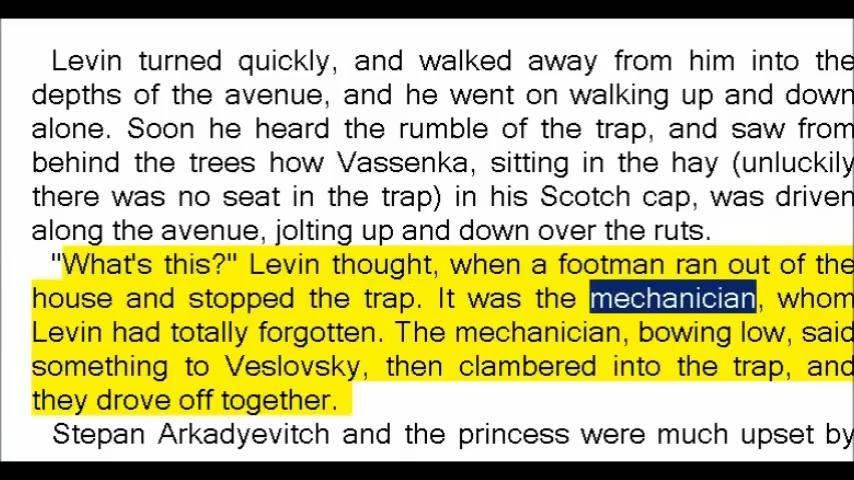 Levin turned quickly, and walked away from him into the
depths of the avenue, and he went on walking up and down
alone. Soon he heard the rumble of the trap, and saw from
behind the trees how Vassenka, sitting in the hay (unluckily
there was no seat in the trap) in his Scotch cap, was driven
along the avenue, jolting up and down over the ruts.
"What's this?" Levin thought, when a footman ran out of the
house and stopped the trap. It was the mechanician, whom
Levin had totally forgotten. The mechanician, bowing low, said
something to Veslovsky, then clambered into the trap, and
they drove off together.
Stepan Arkadyevitch and the princess were much upset by